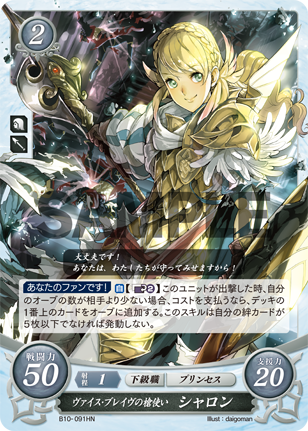 2
SAMPLE
大丈夫です！
あなたは、わたしたちが守ってみせますから！
あなたのファンです！ 自 【2】このユニットが出撃した時、自分
のオーブの数が相手より少ない場合、コストを支払うなら、デッキの
1番上のカードをオーブに追加する。このスキルは自分の絆カードが
5枚以下でなければ発動しない。
戦闘力
50
射程 1 下級職 プリンセス
支援力
20
ヴァイス・ブレイヴの槍使い シャロン
B10-091HN
Illust : daigoman